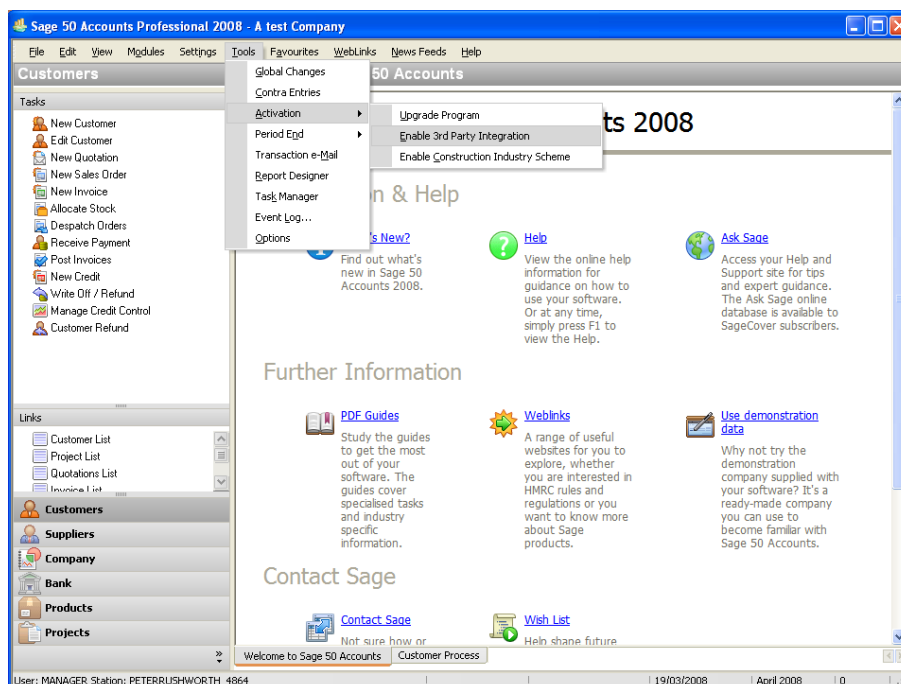 Sage 50 Accounts Professional 2008 - A test Company
File Edit View Modules Settings Tools Favourites WebLinks News Feeds Help
Customers
50 Accounts
Tasks
New Customer
Edit Customer
New Quotation
New Sales Order
New Invoice
Allocate Stock
Despatch Orders
Receive Payment
Post Invoices
New Credit
Write Off / Refund
Manage Credit Control
Customer Refund
Links
Customer List
Project List
Quotations List
Invoice List
Customers
Suppliers
Company
Bank
Products
Projects
Global Changes
Contra Entries
Activation
Period End
Transaction e-Mail
Report Designer
Task Manager
Event Log...
Options
Upgrade Program
Enable 3rd Party Integration
Enable Construction Industry Scheme
ts 2008
n & Help
's New?
Find out what's
new in Sage 50
Accounts 2008.
Help
View the online help
information for
guidance on how to
use your software.
Or at any time,
simply press F1 to
view the Help.
Ask Sage
Access your Help and
Support site for tips
and expert guidance.
The Ask Sage online
database is available to
SageCover subscribers.
Further Information
PDF Guides
Study the guides
to get the most
out of your
software. The
guides cover
specialised tasks
and industry
specific
information.
Weblinks
A range of useful
websites for you to
explore, whether
you are interested in
HMRC rules and
regulations or you
want to know more
about Sage
products.
Use demonstration
data
Why not try the
demonstration
company supplied with
your software? It's a
ready-made company
you can use to
become familiar with
Sage 50 Accounts.
Contact Sage
Contact Sage
Not sure how or
Wish List
Help shape future
Welcome to Sage 50 Accounts Customer Process
User: MANAGER Station: PETERRUSHWORTH_4864 19/03/2008 April 2008 0